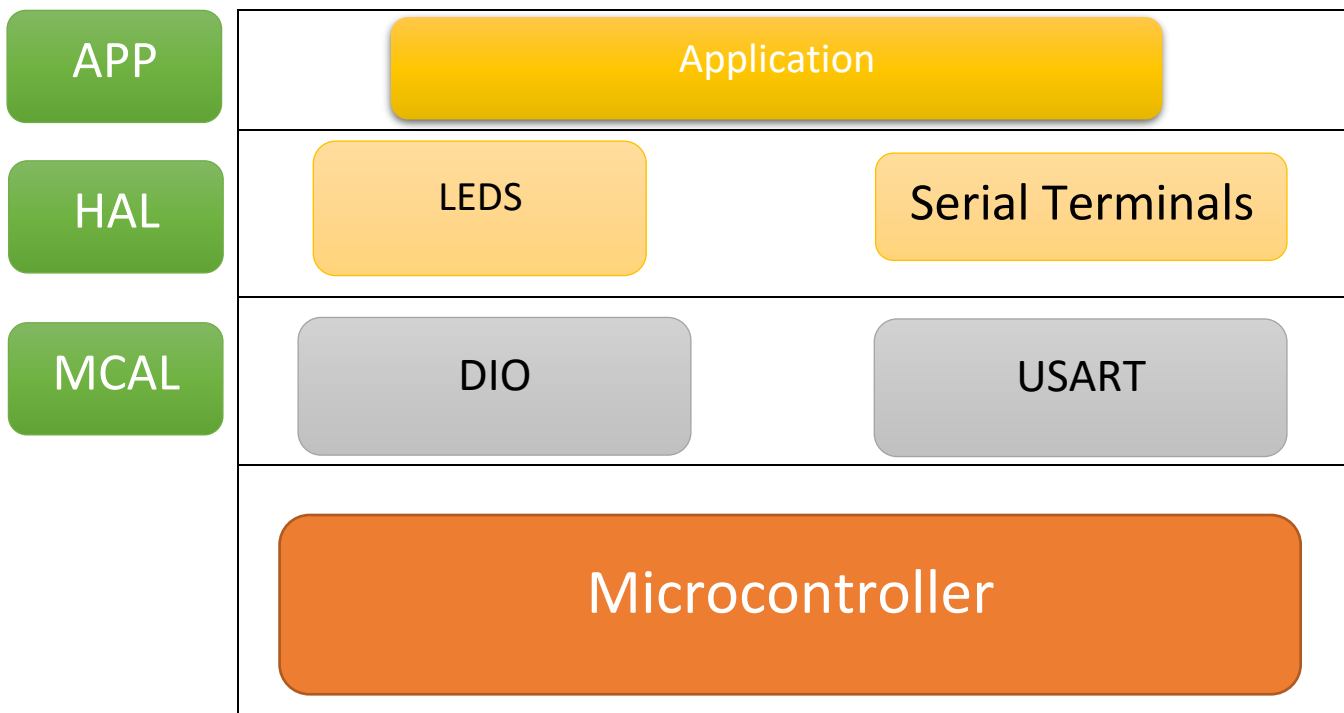 APP
Application
HAL
LEDS
Serial Terminals
MCAL
DIO
USART
Microcontroller